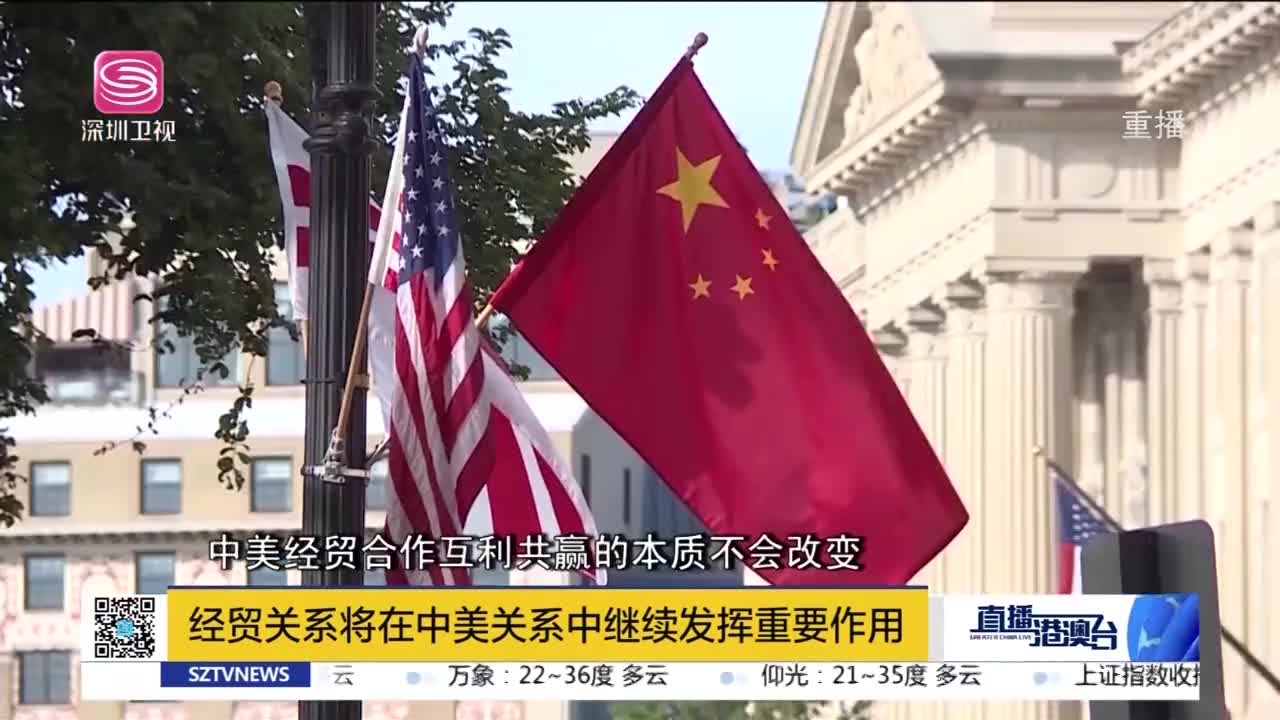 深圳卫视
重播
中美经贸合作互利共赢的本质不会改变
经贸关系将在中美关系中继续发挥重要作用
直播港澳台
GREATER CHINA LIVE
SZTVNEWS
云 万象：22~36度 多云 仰光：21~35度 多云 上证指数收